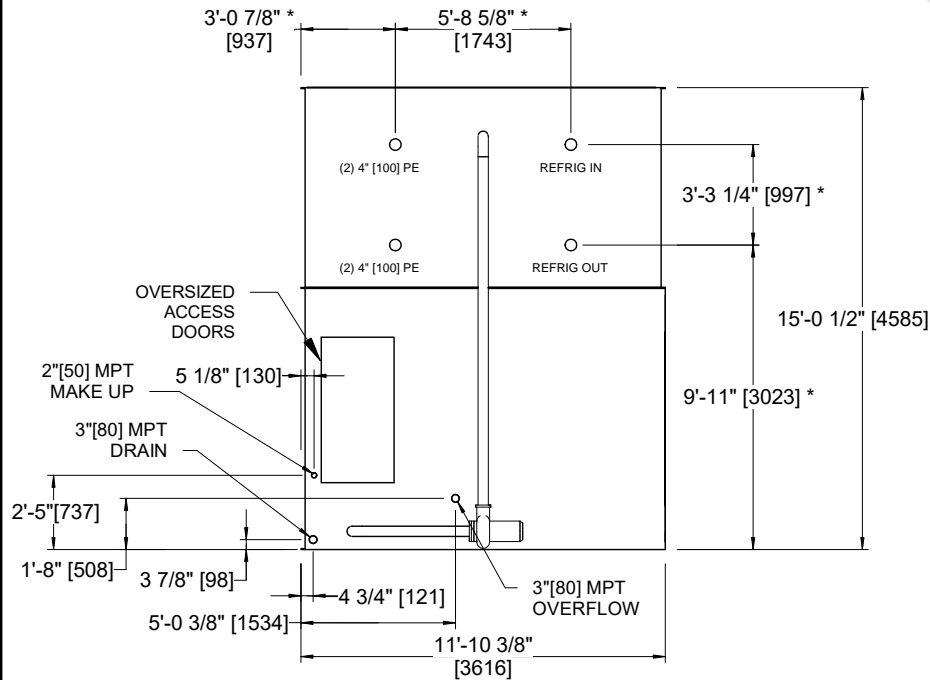 3'-0 7/8" *
[937]
5'-8 5/8" *
[1743]
(2) 4" [100] PE
REFRIG IN
3'-3 1/4" [997] *
(2) 4" [100] PE
REFRIG OUT
OVERSIZED
ACCESS
DOORS
15'-0 1/2" [4585]
2"[50] MPT
MAKE UP
5 1/8" [130]
9'-11" [3023] *
3"[80] MPT
DRAIN
2'-5"[737]
1'-8" [508]
3 7/8" [98]
4 3/4" [121]
3"[80] MPT
OVERFLOW
5'-0 3/8" [1534]
11'-10 3/8"
[3616]